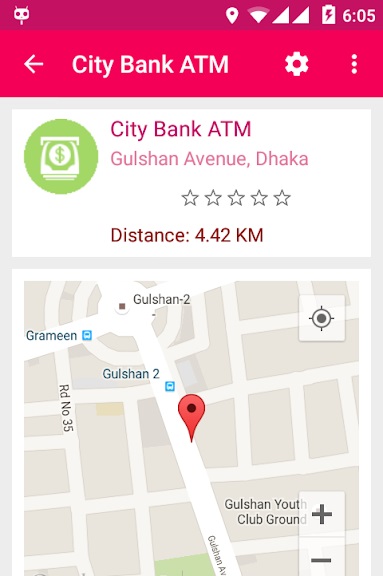 6:05
City Bank ATM
City Bank ATM
Gulshan Avenue, Dhaka
Distance: 4.42 KM
Gulshan-2
Grameen
Gulshan 2
Rd No 35
Gulshan Youth
Club Ground
Gulshan Av